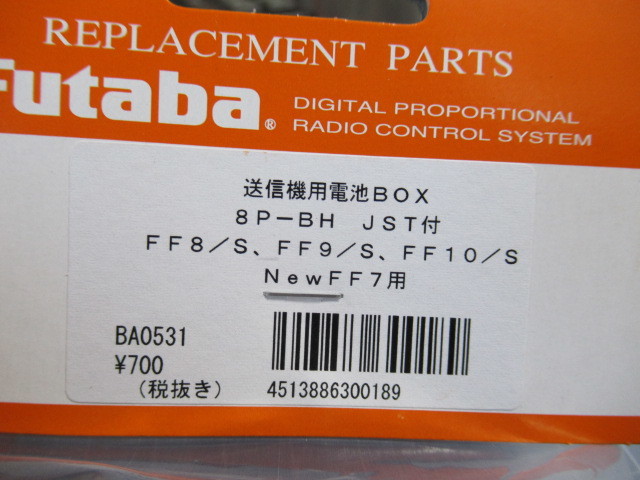 REPLACEMENT PARTS
Futaba®
DIGITAL PROPORTIONAL
RADIO CONTROL SYSTEM
送信機用電池BOX
8P-BH JST付
FF8/S、FF9/S、FF10/S
NewFF7用
BA0531
¥700
(税抜き)
4513886300189